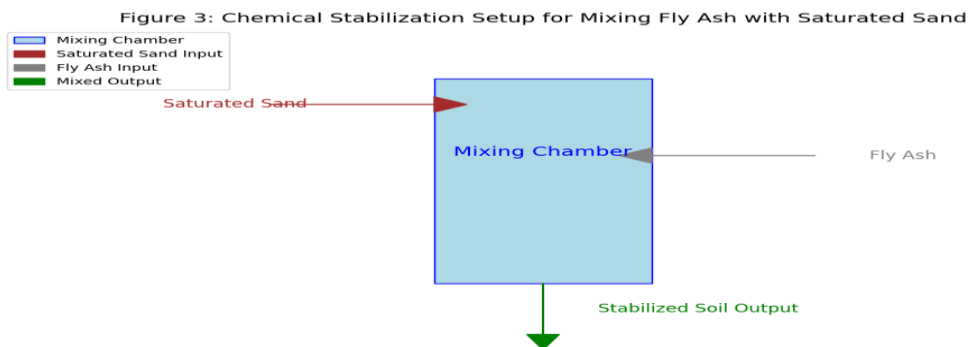 Figure 3: Chemical Stabilization Setup for Mixing Fly Ash with Saturated Sand
Mixing Chamber
Saturated Sand Input
Fly Ash Input
Mixed Output
Saturated Sand
Mixing Chamber
Fly Ash
Stabilized Soil Output